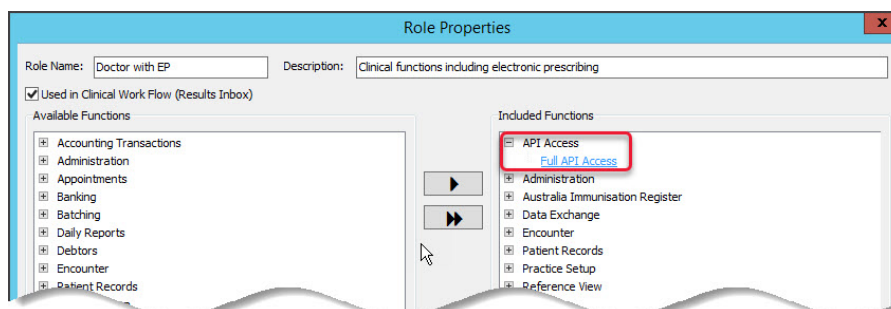 Role Properties
x
Role Name: Doctor with EP Description: Clinical functions including electronic prescribing
Used in Clinical Work Flow (Results Inbox)
Available Functions
Accounting Transactions
Administration
Appointments
Banking
Batching
Daily Reports
Debtors
Encounter
Patient Records
Included Functions
API Access
Full API Access
Administration
Australia Immunisation Register
Data Exchange
Encounter
Patient Records
Practice Setup
Reference View